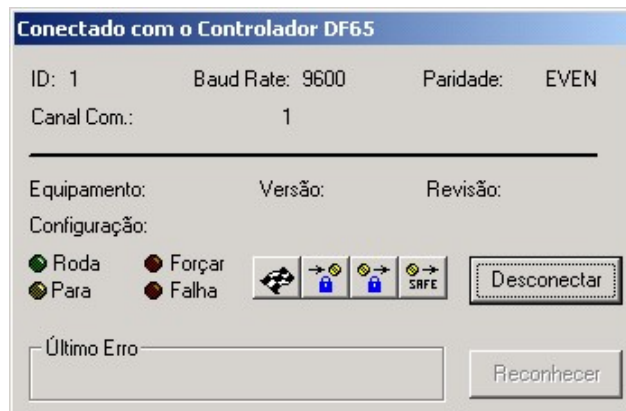 Conectado com o Controlador DF65
ID: 1 Baud Rate: 9600 Paridade: EVEN
Canal Com.: 1
Equipamento: Versão: Revisão:
Configuração:
Roda Forçar
Para Falha
SAFE
Desconectar
Último Erro
Reconhecer